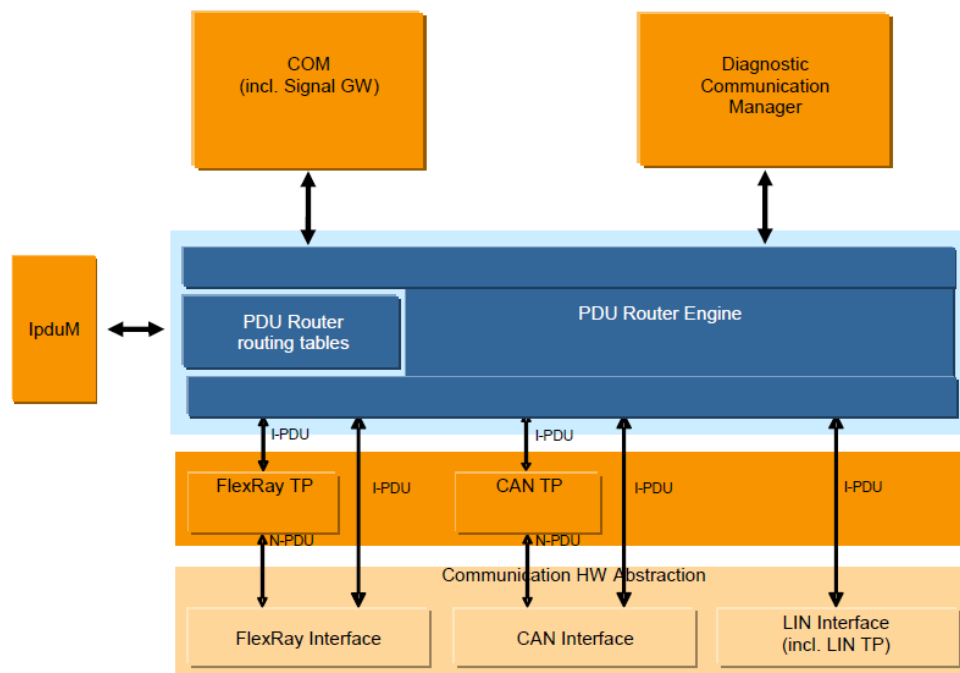 COM
(incl. Signal GW)
Diagnostic
Communication
Manager
IpduM
PDU Router
routing tables
PDU Router Engine
I-PDU
I-PDU
FlexRay TP
I-PDU
CAN TP
I-PDU
I-PDU
N-PDU
N-PDU
Communication HW Abstraction
FlexRay Interface
CAN Interface
LIN Interface
(incl. LIN TP)